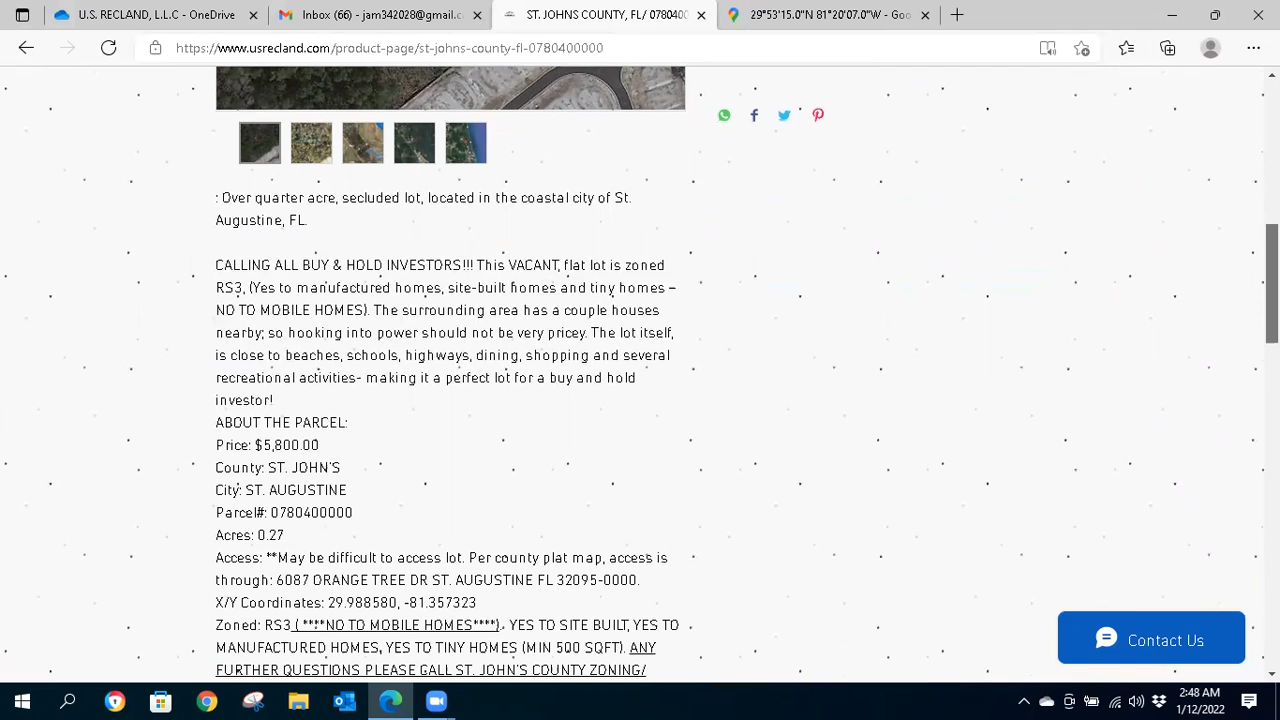 U.S. RECLAND, L.L.C - OneDrive
Inbox (66) - jam342028@gmail.c
ST. JOHNS COUNTY, FL/ 0780400
29°53'15.0"N 81°20'07.0"W - Goo
https://www.usrecland.com/product-page/st-johns-county-fl-0780400000
: Over quarter acre, secluded lot, located in the coastal city of St.
Augustine, FL.
CALLING ALL BUY & HOLD INVESTORS!!! This VACANT, flat lot is zoned
RS3, (Yes to manufactured homes, site-built homes and tiny homes –
NO TO MOBILE HOMES). The surrounding area has a couple houses
nearby; so hooking into power should not be very pricey. The lot itself,
is close to beaches, schools, highways, dining, shopping and several
recreational activities- making it a perfect lot for a buy and hold
investor!
ABOUT THE PARCEL:
Price: $5,800.00
County: ST. JOHN'S
City: ST. AUGUSTINE
Parcel#: 0780400000
Acres: 0.27
Access: **May be difficult to access lot. Per county plat map, access is
through: 6087 ORANGE TREE DR ST. AUGUSTINE FL 32095-0000.
X/Y Coordinates: 29.988580, -81.357323
Zoned: RS3 ( ****NO TO MOBILE HOMES****). YES TO SITE BUILT, YES TO
MANUFACTURED HOMES, YES TO TINY HOMES (MIN 500 SQFT). ANY
FURTHER QUESTIONS PLEASE CALL ST. JOHN'S COUNTY ZONING/
Contact Us
2:48 AM
1/12/2022